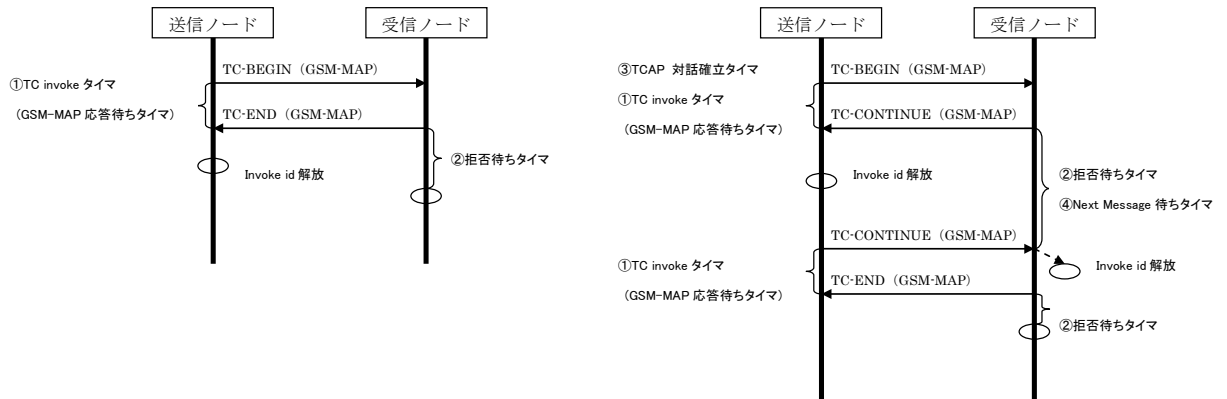 送信ノード
受信ノード
①TC invoke タイマ
(GSM-MAP 応答待ちタイマ)
TC-BEGIN (GSM-MAP)
TC-END (GSM-MAP)
②拒否待ちタイマ
Invoke id 解放
送信ノード
受信ノード
③TCAP 対話確立タイマ
TC-BEGIN (GSM-MAP)
①TC invoke タイマ
(GSM-MAP 応答待ちタイマ)
TC-CONTINUE (GSM-MAP)
Invoke id 解放
②拒否待ちタイマ
④Next Message 待ちタイマ
TC-CONTINUE (GSM-MAP)
①TC invoke タイマ
(GSM-MAP 応答待ちタイマ)
Invoke id 解放
TC-END (GSM-MAP)
②拒否待ちタイマ